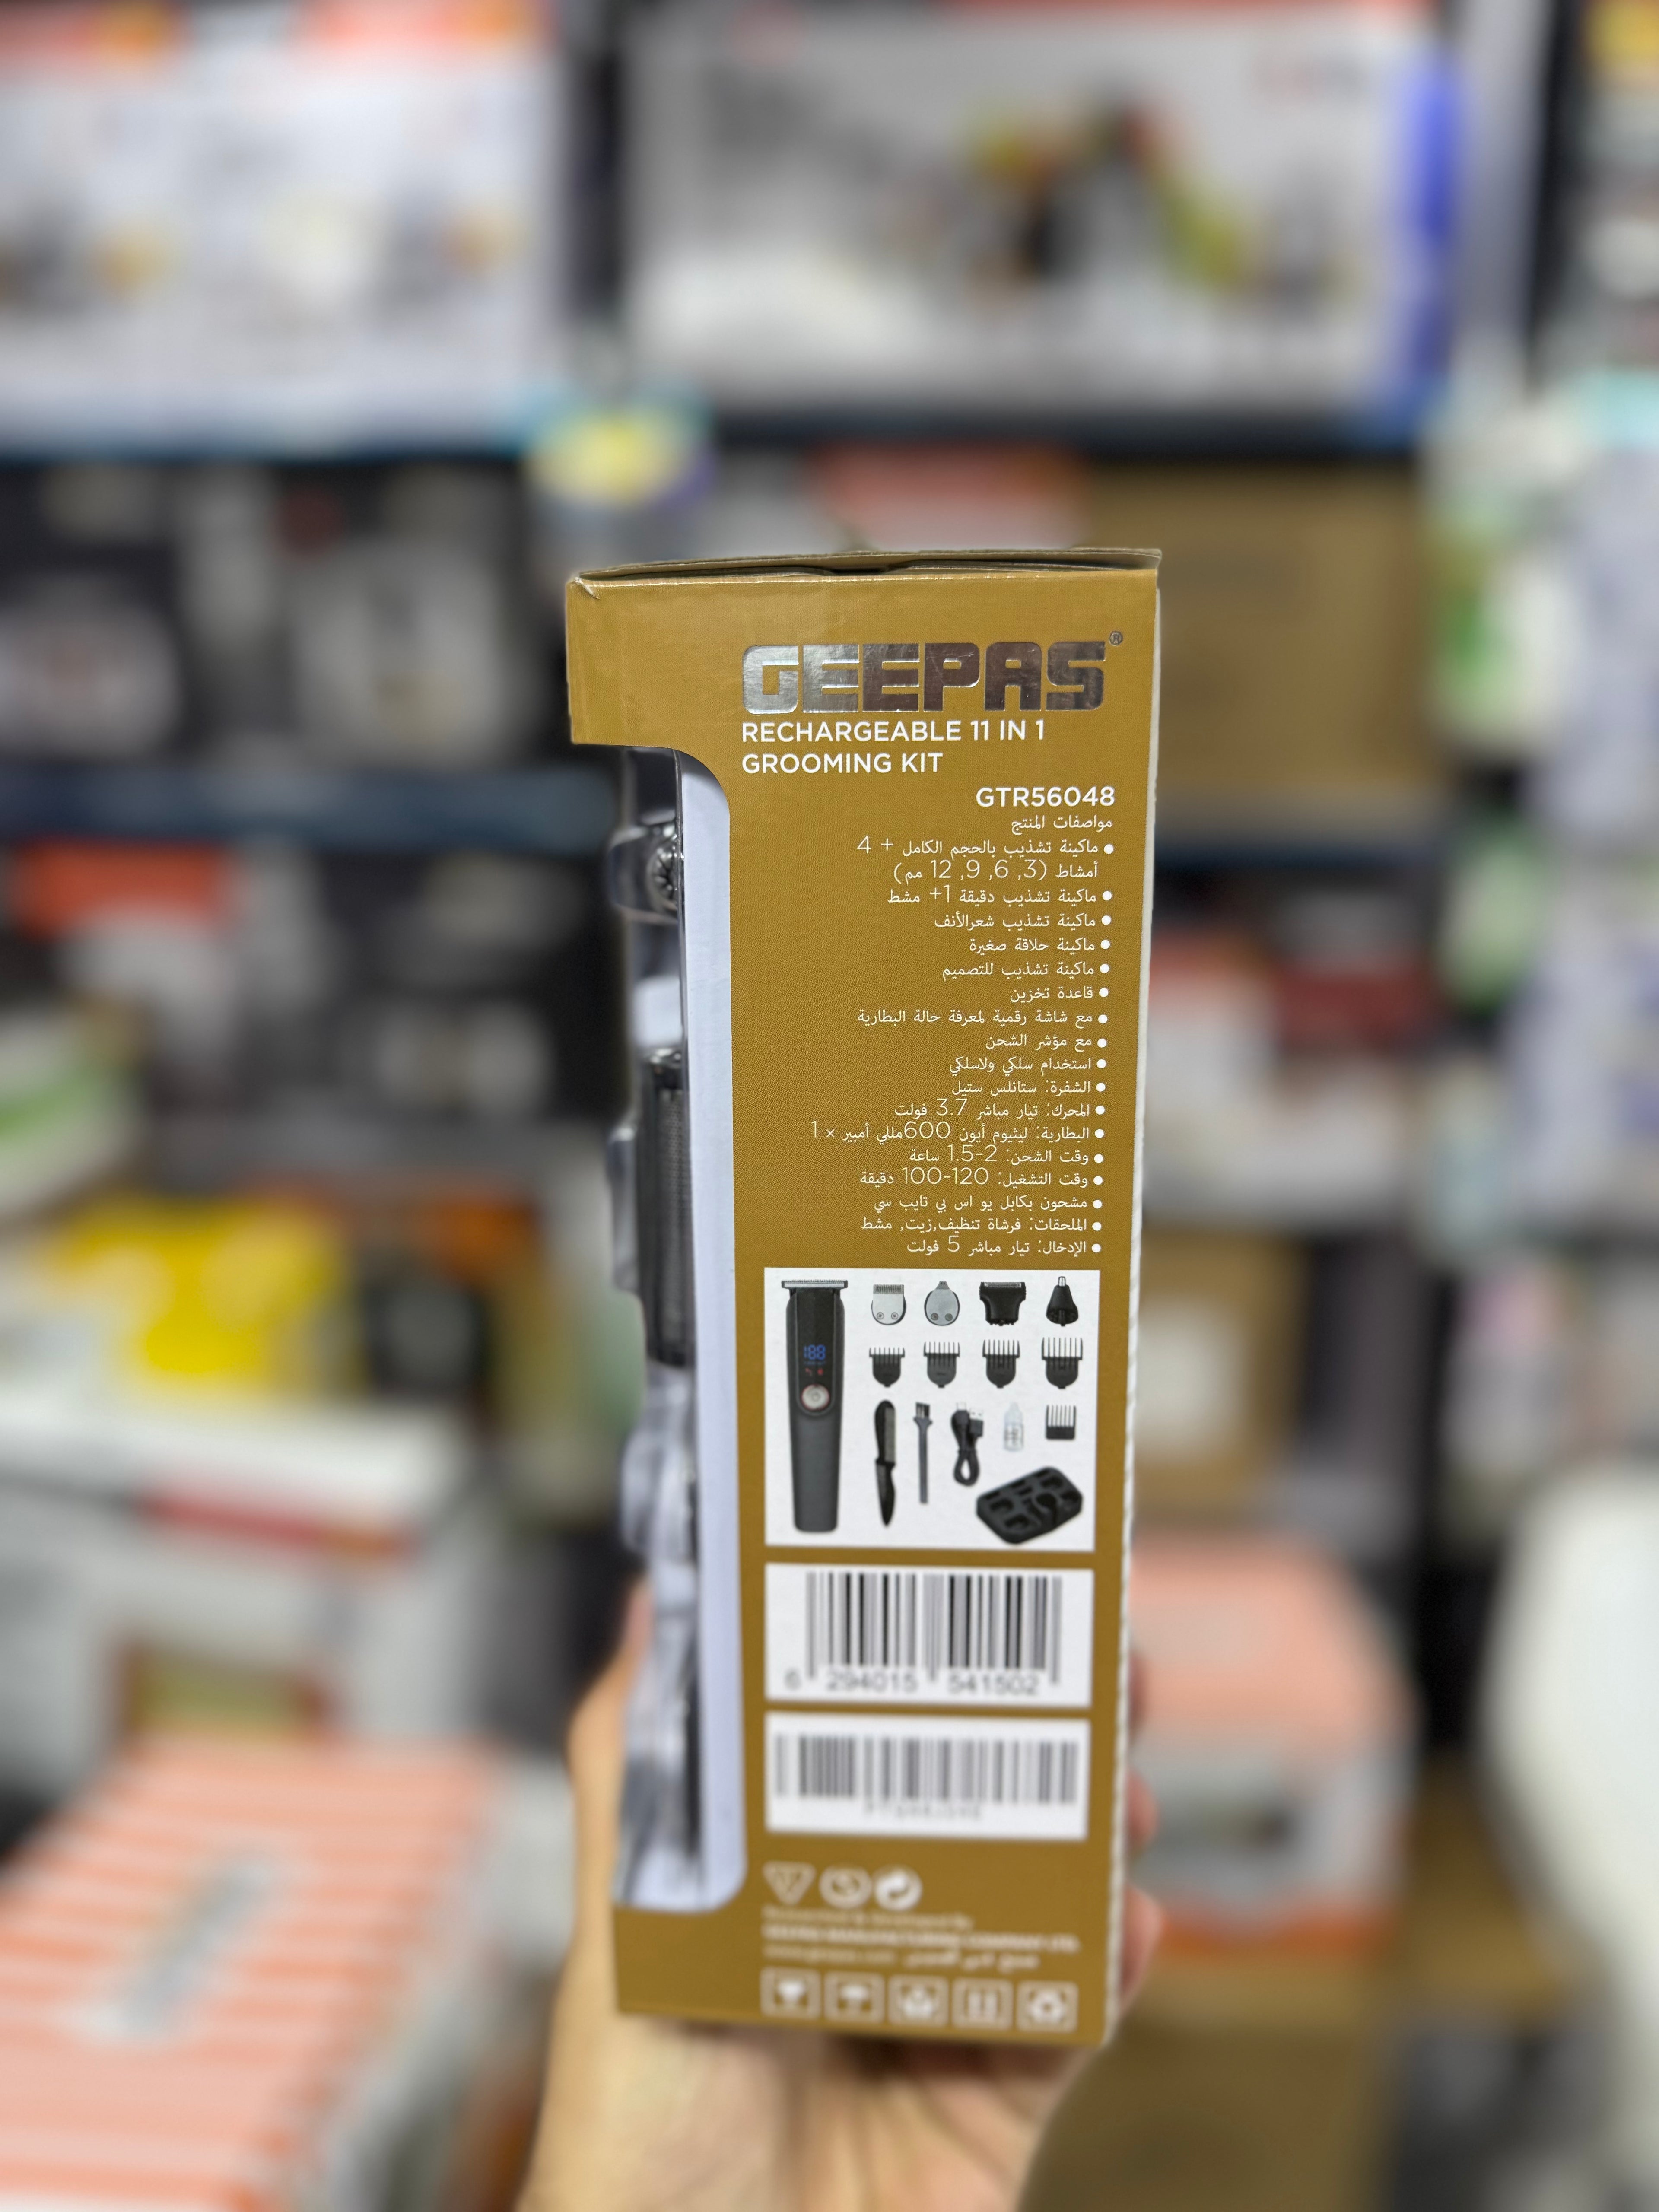 GEEPAS®
RECHARGEABLE 11 IN 1
GROOMING KIT
GTR56048
مواصفات المنتج
● ماكينة تشذيب بالحجم الكامل + 4
أمشاط (3, 6, 9, 12 مم)
● ماكينة تشذيب دقيقة 1+ مشط
● ماكينة تشذيب شعرالأنف
● ماكينة حلاقة صغيرة
● ماكينة تشذيب للتصميم
● قاعدة تخزين
● مع شاشة رقمية لمعرفة حالة البطارية
● مع مؤشر الشحن
● استخدام سلكي ولاسلكي
● الشفرة: ستانلس ستيل
● المحرك: تيار مباشر 3.7 فولت
● البطارية: ليثيوم أيون 600مللي أمبير × 1
● وقت الشحن: 2-1.5 ساعة
● وقت التشغيل: 120-100 دقيقة
● مشحون بكابل يو اس بي تايب سي
● الملحقات: فرشاة تنظيف,زيت, مشط
● الإدخال: تيار مباشر 5 فولت
188
6 294015 541502